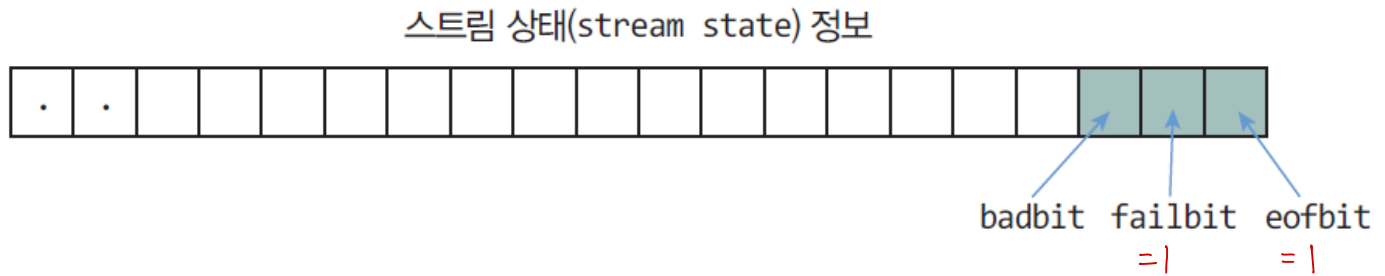 스트림 상태(stream state) 정보
. .
badbit failbit eofbit
=1 =1